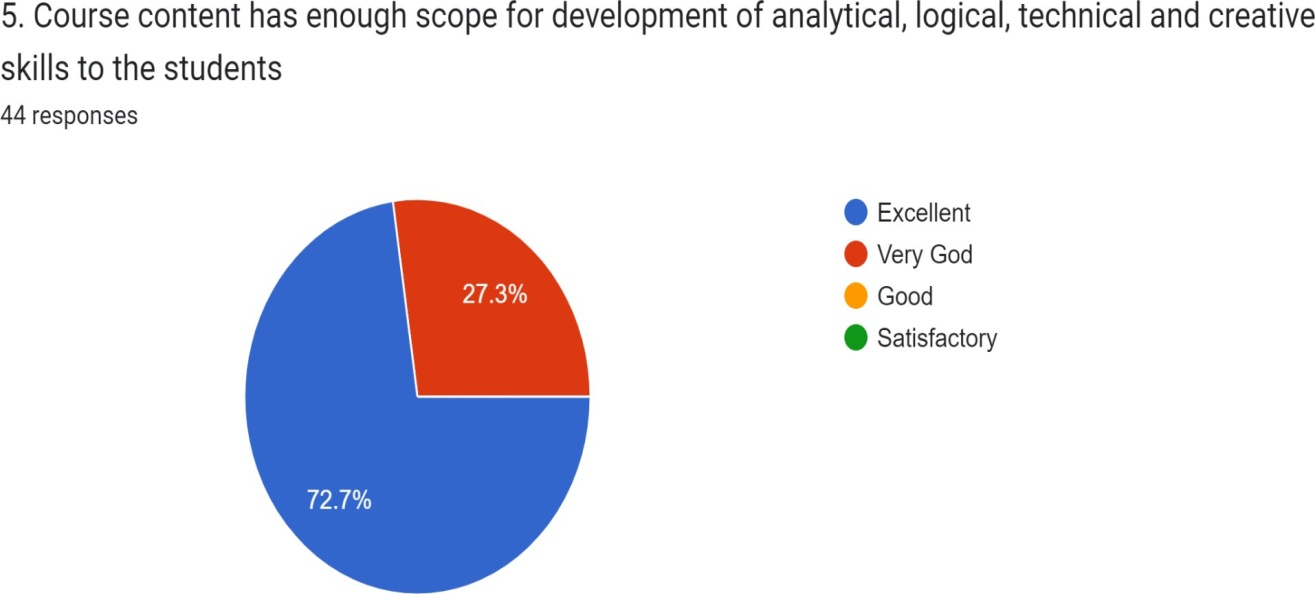 5. Course content has enough scope for development of analytical, logical, technical and creative
skills to the students
44 responses
Excellent
Very God
Good
Satisfactory
27.3%
72.7%